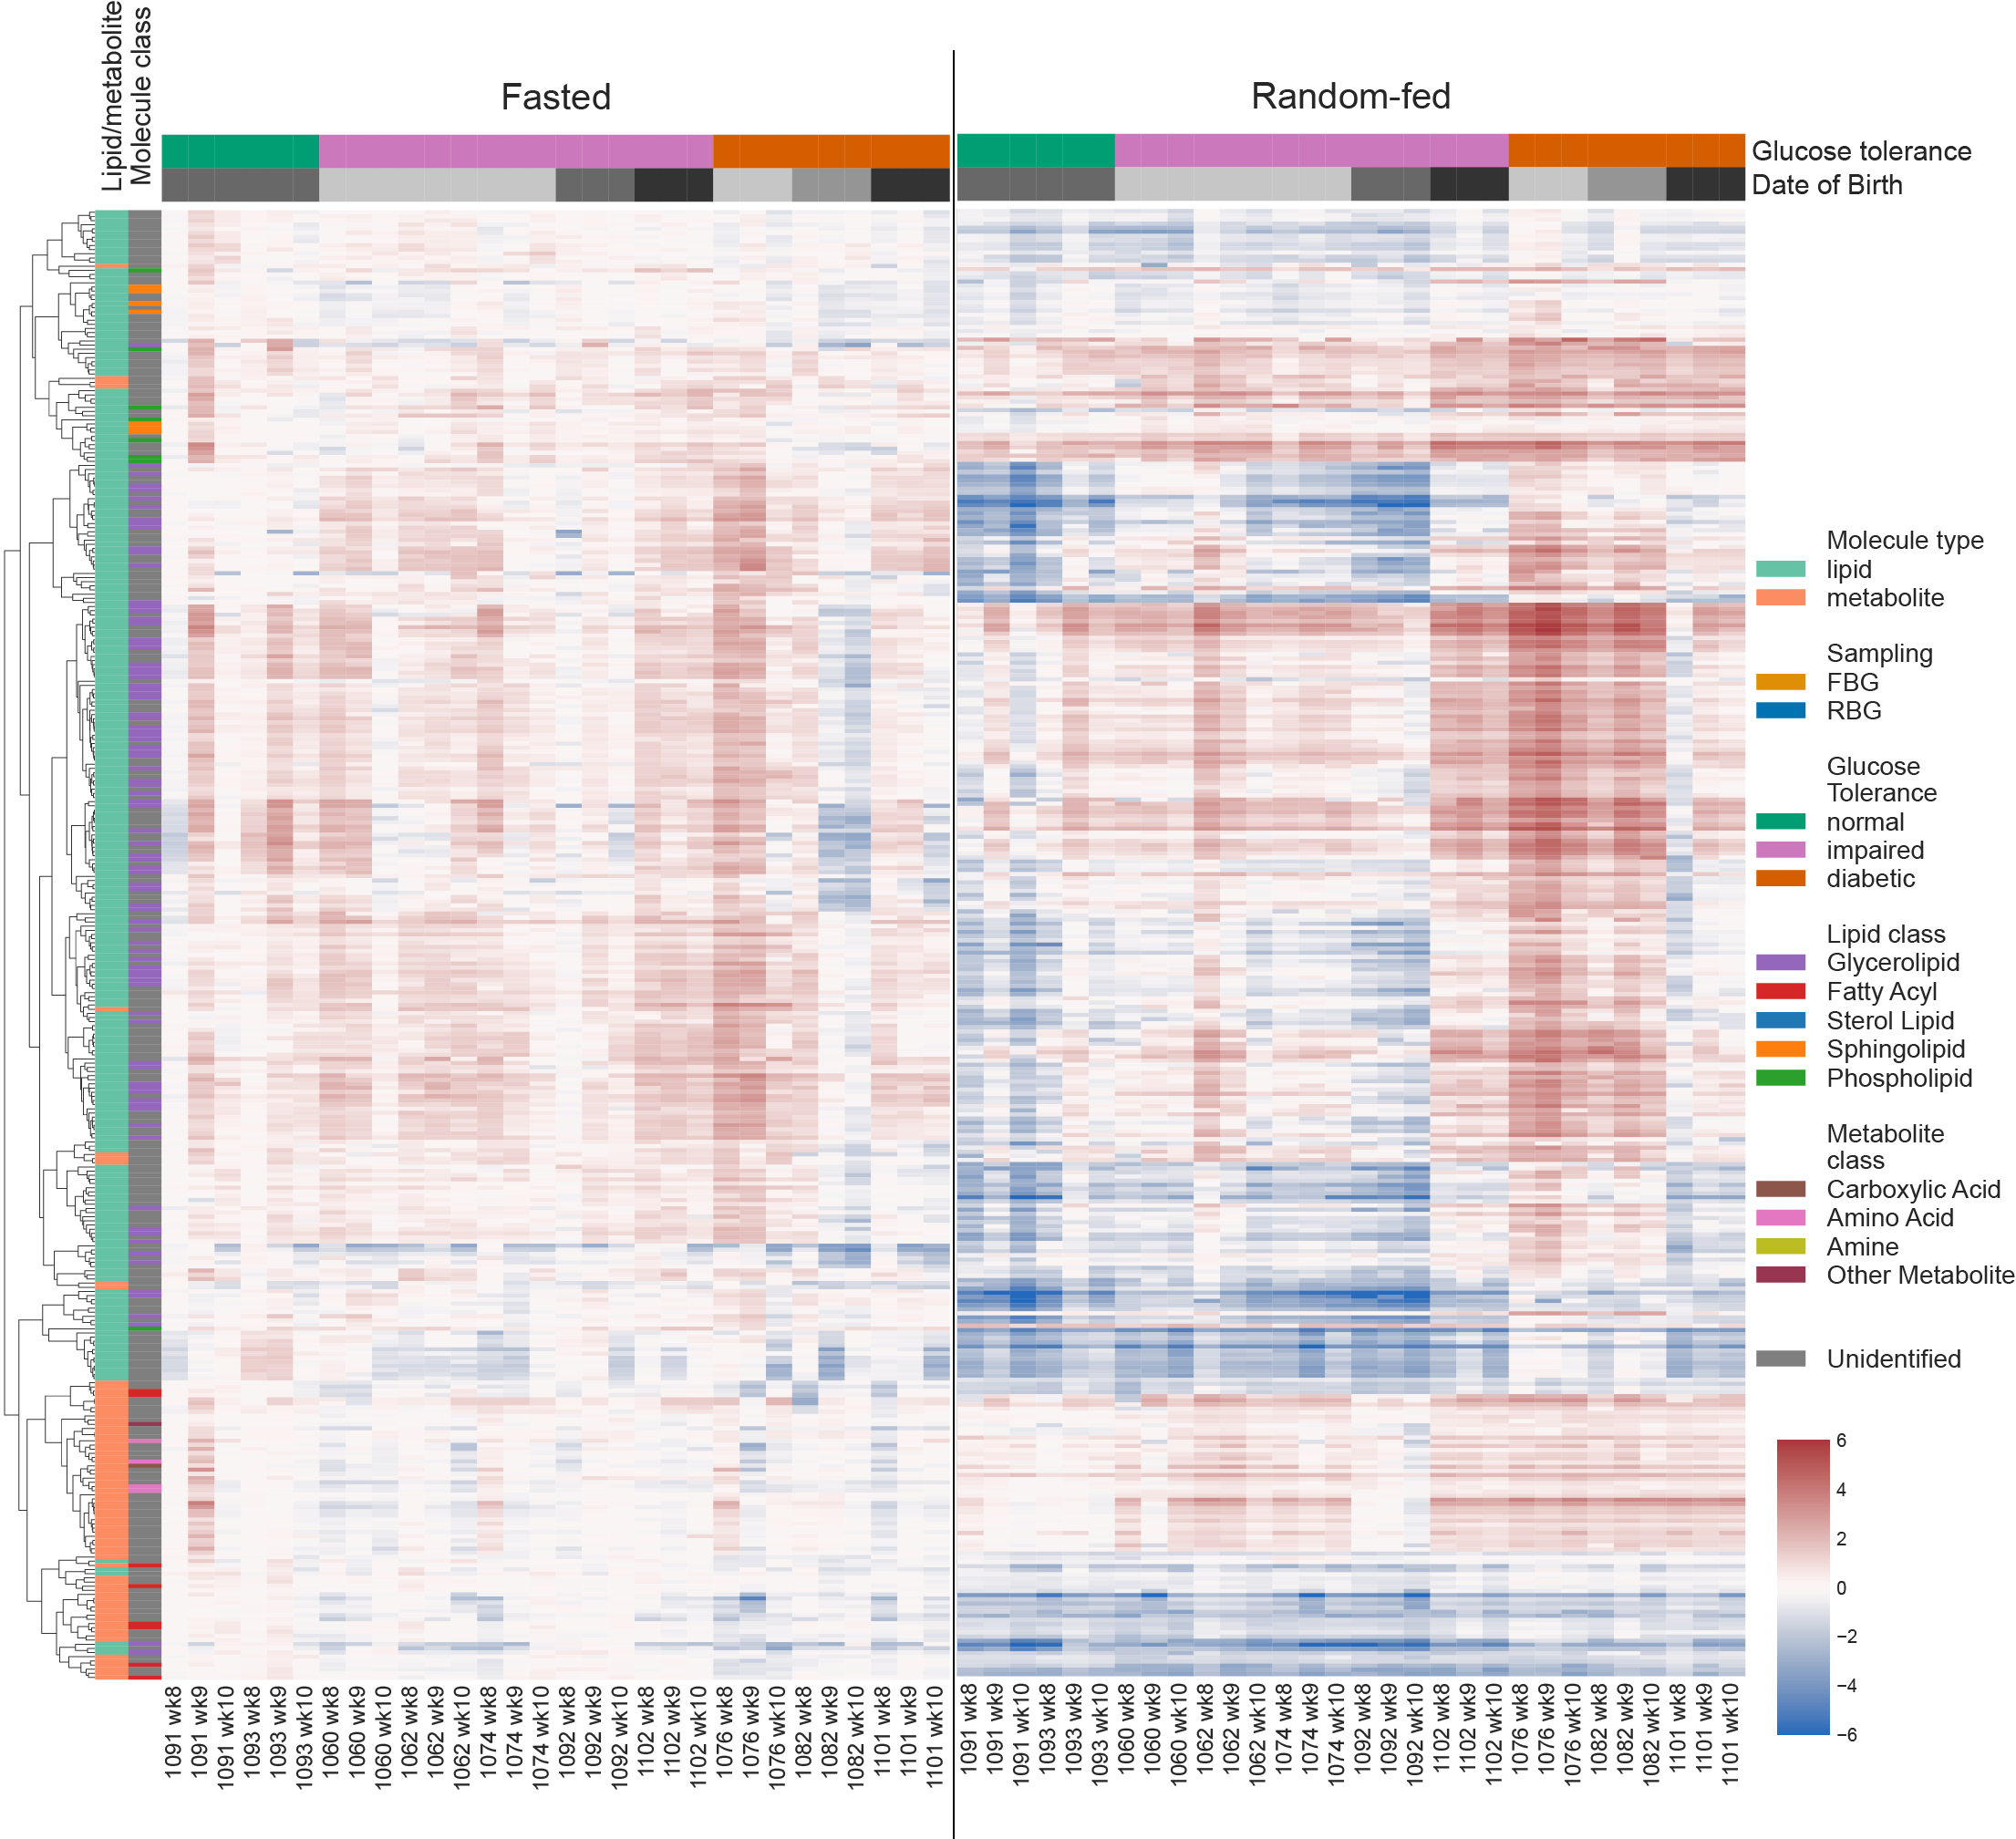 Lipid/metabolite
Molecule class
Fasted
Random-fed
Glucose tolerance
Date of Birth
Molecule type
lipid
metabolite
Sampling
FBG
RBG
Glucose
Tolerance
normal
impaired
diabetic
Lipid class
Glycerolipid
Fatty Acyl
Sterol Lipid
Sphingolipid
Phospholipid
Metabolite
class
Carboxylic Acid
Amino Acid
Amine
Other Metabolite
Unidentified
6
4
2
0
−2
−4
−6
1091 wk8
1091 wk9
1091 wk10
1093 wk8
1093 wk9
1093 wk10
1060 wk8
1060 wk9
1060 wk10
1062 wk8
1062 wk9
1062 wk10
1074 wk8
1074 wk9
1074 wk10
1092 wk8
1092 wk9
1092 wk10
1102 wk8
1102 wk9
1102 wk10
1076 wk8
1076 wk9
1076 wk10
1082 wk8
1082 wk9
1082 wk10
1101 wk8
1101 wk9
1101 wk10
1091 wk8
1091 wk9
1091 wk10
1093 wk8
1093 wk9
1093 wk10
1060 wk8
1060 wk9
1060 wk10
1062 wk8
1062 wk9
1062 wk10
1074 wk8
1074 wk9
1074 wk10
1092 wk8
1092 wk9
1092 wk10
1102 wk8
1102 wk9
1102 wk10
1076 wk8
1076 wk9
1076 wk10
1082 wk8
1082 wk9
1082 wk10
1101 wk8
1101 wk9
1101 wk10